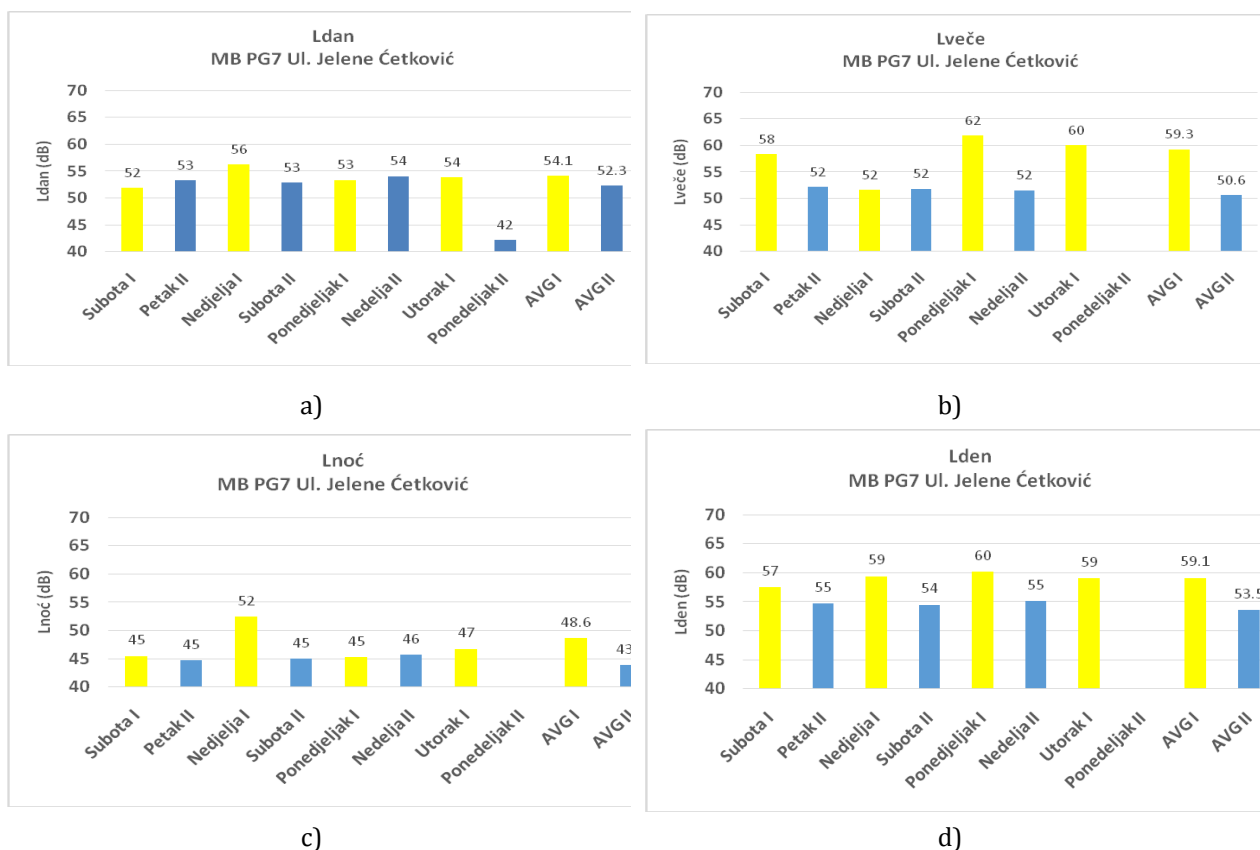 Ldan
MB PG7 Ul. Jelene Ćetković
Ldan (dB)
70
65
60
55
50
45
40
52
53
56
53
53
54
54
42
54.1
52.3
Subota I
Petak II
Nedjelja I
Subota II
Ponedjeljak I
Nedelja II
Utorak I
Ponedeljak II
AVG I
AVG II
a)
Lveče
MB PG7 Ul. Jelene Ćetković
Lveče (dB)
70
65
60
55
50
45
40
58
52
52
52
62
52
60
59.3
50.6
Subota I
Petak II
Nedjelja I
Subota II
Ponedjeljak I
Nedelja II
Utorak I
Ponedeljak II
AVG I
AVG II
b)
Lnoć
MB PG7 Ul. Jelene Ćetković
Lnoć (dB)
70
65
60
55
50
45
40
45
45
52
45
45
46
47
48.6
43
Subota I
Petak II
Nedjelja I
Subota II
Ponedjeljak I
Nedelja II
Utorak I
Ponedeljak II
AVG I
AVG II
c)
Lden
MB PG7 Ul. Jelene Ćetković
Lden (dB)
70
65
60
55
50
45
40
57
55
59
54
60
55
59
59.1
53.5
Subota I
Petak II
Nedjelja I
Subota II
Ponedjeljak I
Nedelja II
Utorak I
Ponedeljak II
AVG I
AVG II
d)